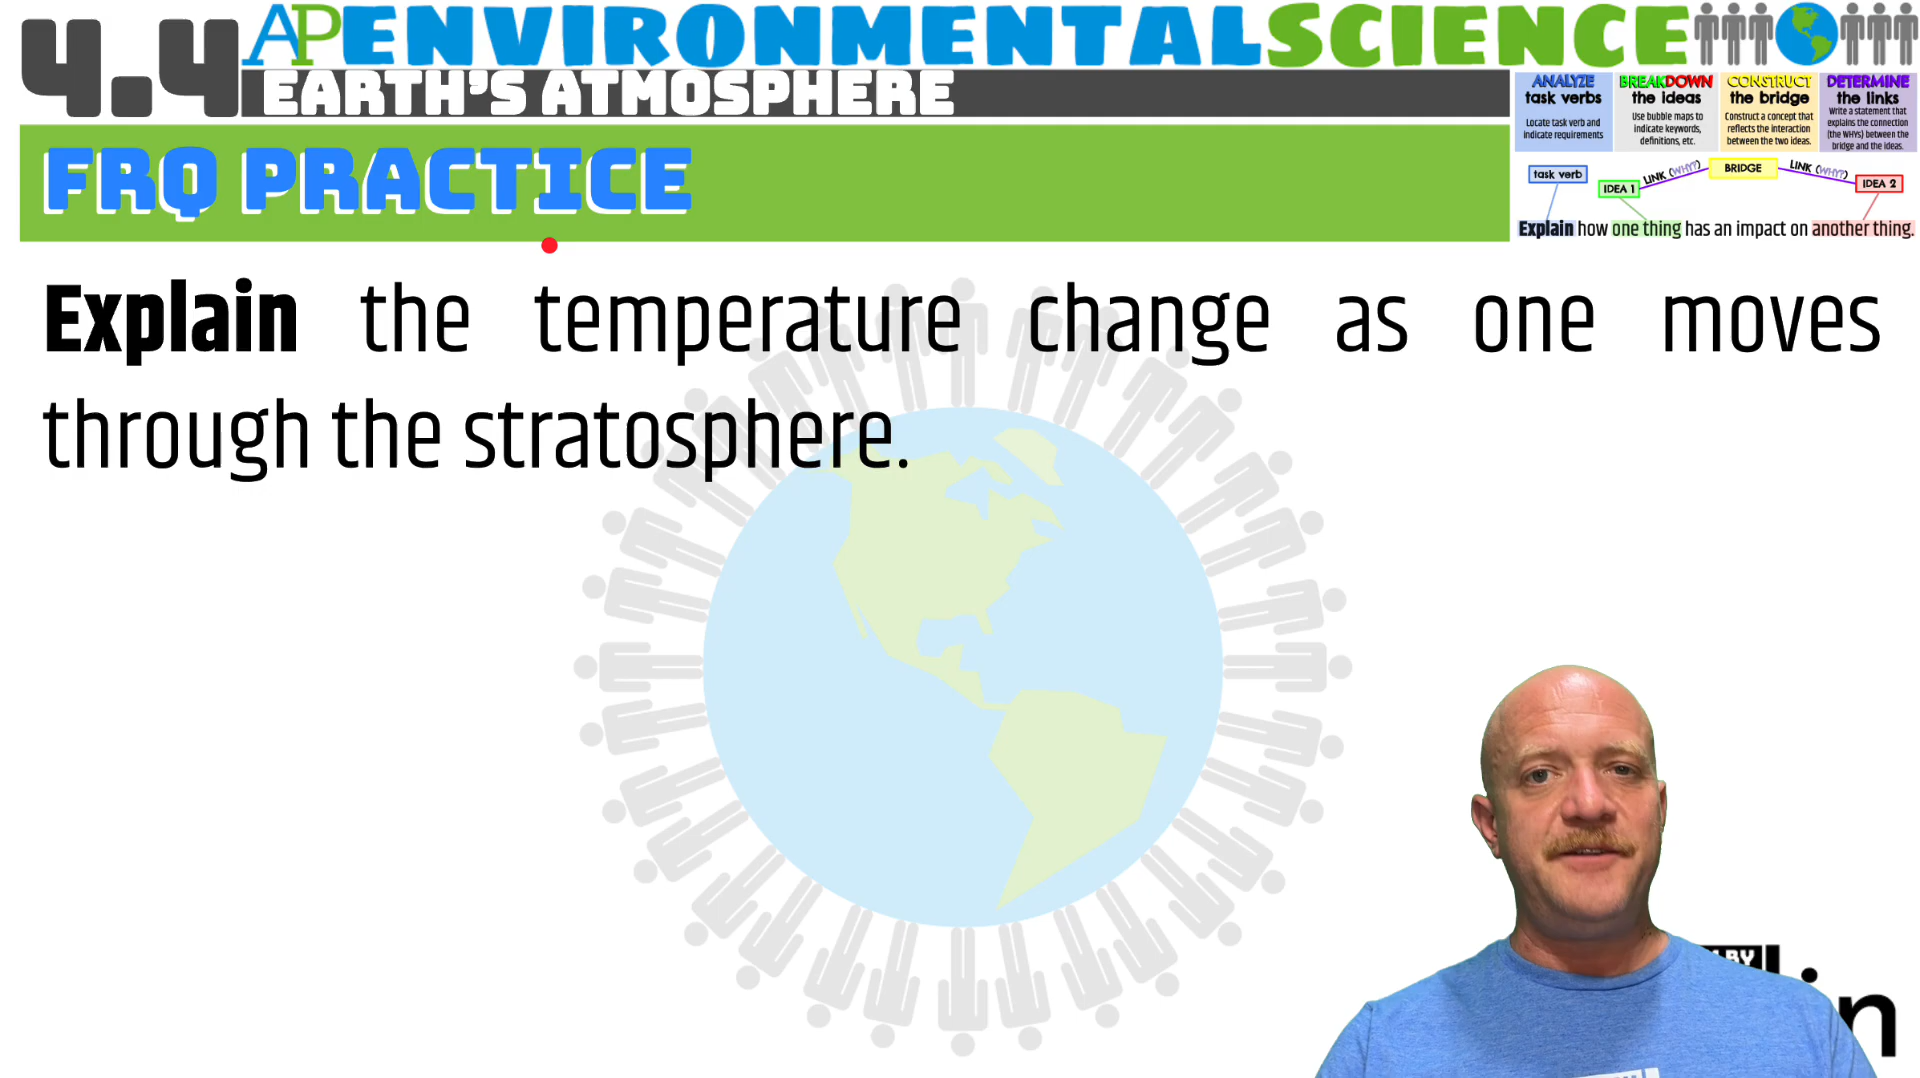 4.4
AP ENVIRONMENTAL SCIENCE
EARTH'S ATMOSPHERE
FRQ PRACTICE
ANALYZE
task verbs
Locate task verb and
indicate requirements
BREAKDOWN
the ideas
Use bubble maps to
indicate keywords,
definitions, etc.
CONSTRUCT
the bridge
Construct a concept that
reflects the interaction
between the two ideas.
DETERMINE
the links
Write a statement that
explains the connection
(the WHYs) between the
bridge and the ideas.
task verb
IDEA 1
LINK (WHY?)
BRIDGE
LINK (WHY?)
IDEA 2
Explain how one thing has an impact on another thing.
Explain the temperature change as one moves
through the stratosphere.
BY
in